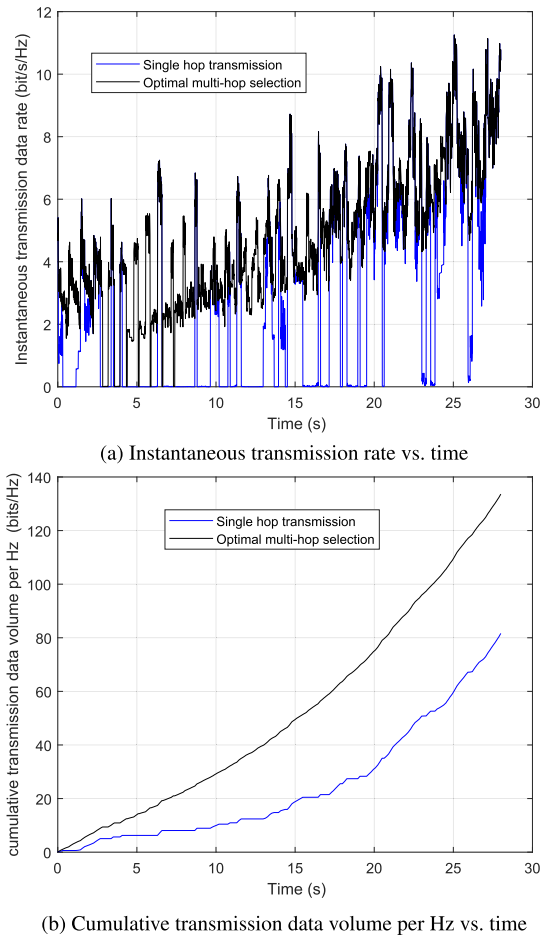 Instantaneous transmission data rate (bit/s/Hz)
12
10
8
6
4
2
0
Single hop transmission
Optimal multi-hop selection
0 5 10 15 20 25 30
Time (s)
(a) Instantaneous transmission rate vs. time
cumulative transmission data volume per Hz (bits/Hz)
140
120
100
80
60
40
20
0
Single hop transmission
Optimal multi-hop selection
0 5 10 15 20 25 30
Time (s)
(b) Cumulative transmission data volume per Hz vs. time